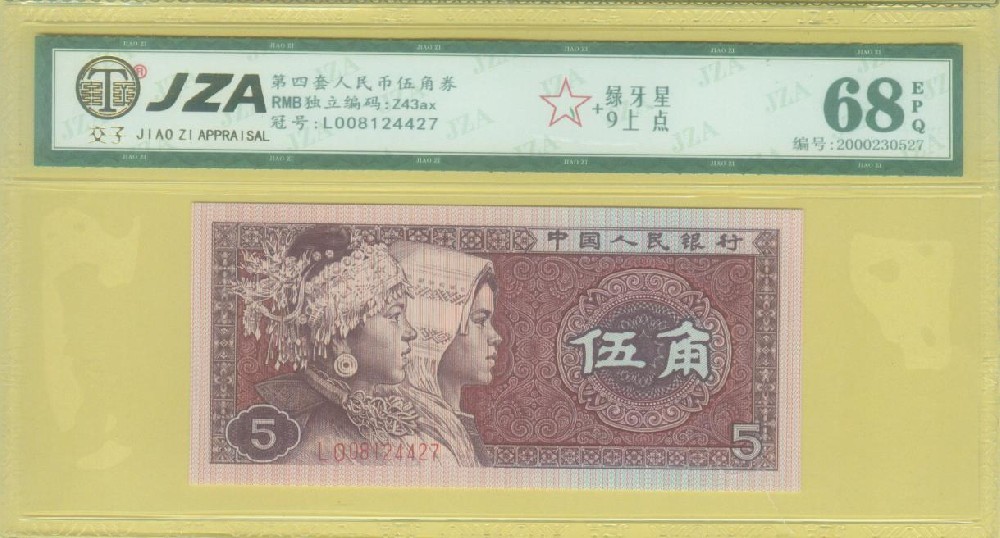 JZA
®
交子 JIAO ZI APPRAISAL
第四套人民币伍角券
RMB独立编码:Z43ax
冠号:L008124427
+ 绿牙星
9上点
68 EPQ
编号:2000230527
中国人民银行
伍角
5
L008124427
5